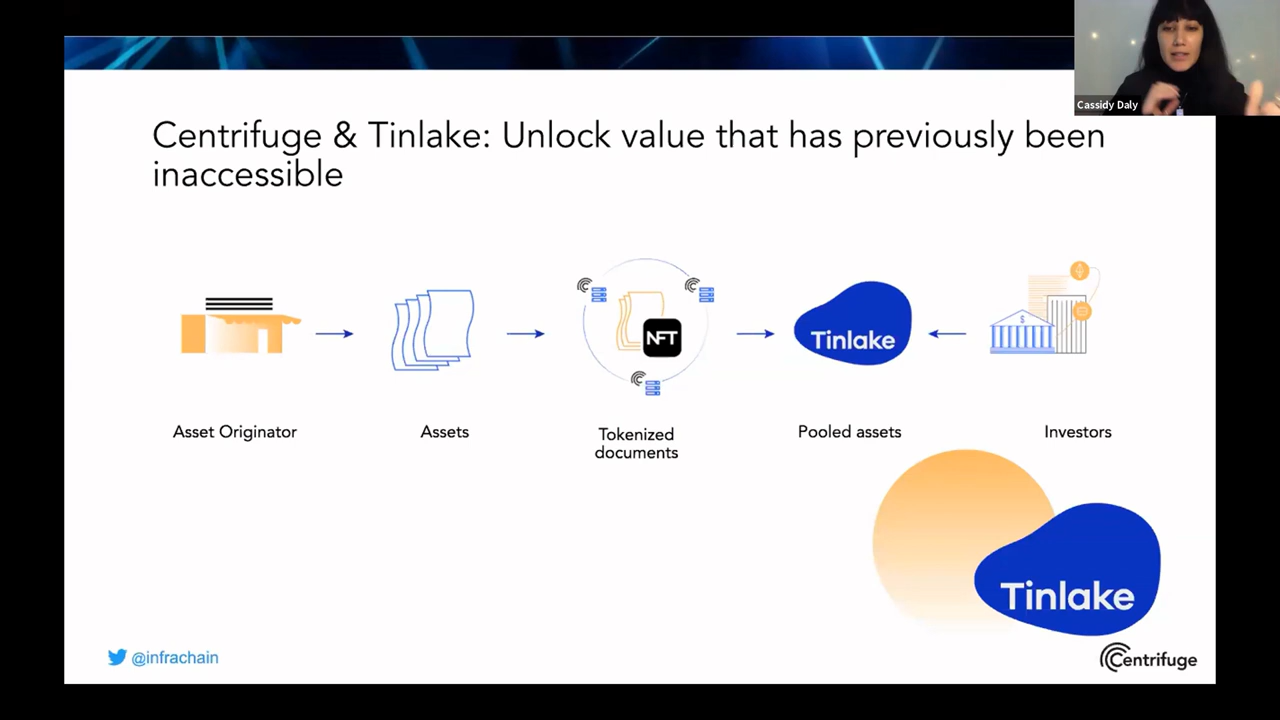 Cassidy Daly
Centrifuge & Tinlake: Unlock value that has previously been
inaccessible
NFT
Tinlake
$
Asset Originator
Assets
Tokenized
documents
Pooled assets
Investors
Tinlake
@infrachain
Centrifuge